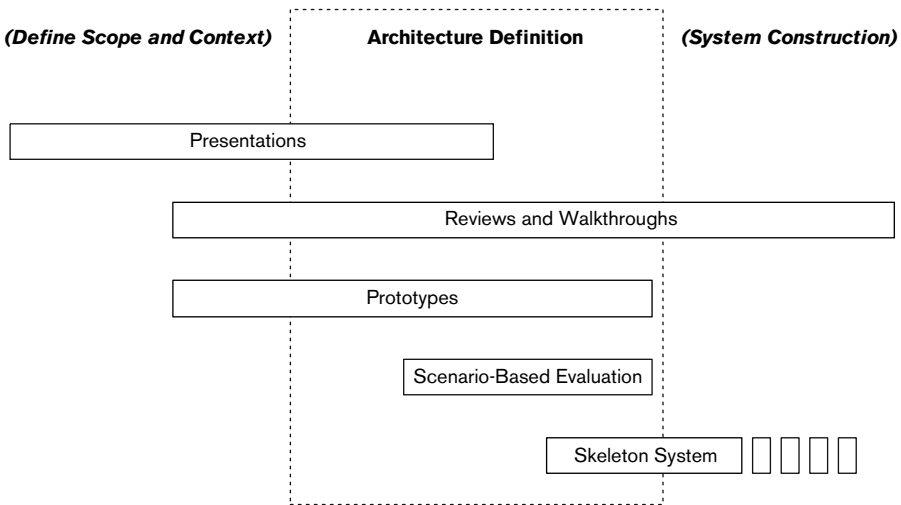 (Define Scope and Context)
Architecture Definition
(System Construction)
Presentations
Reviews and Walkthroughs
Prototypes
Scenario-Based Evaluation
Skeleton System